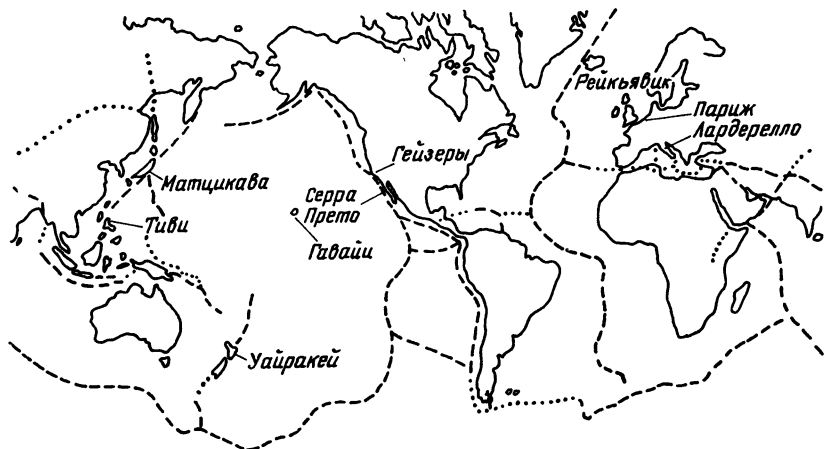 Рейкьявик
Париж
Лардерелло
Гейзеры
Матцикава
Серра
Прето
Тиви
Гавайи
Уайракей